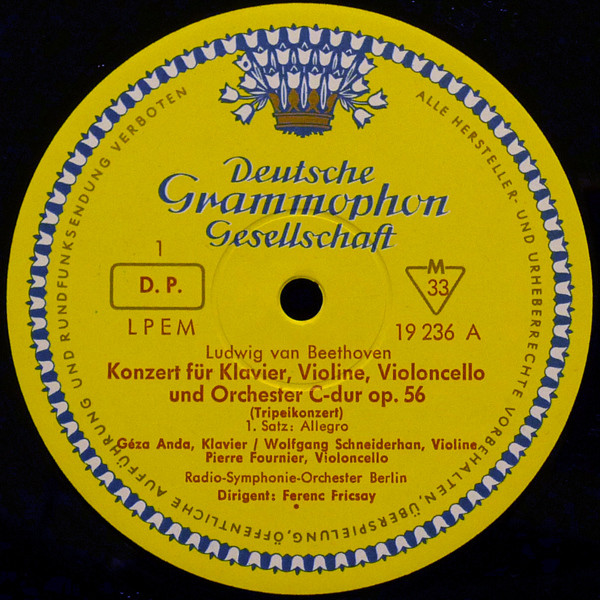 ALLE HERSTELLER- UND URHEBERRECHTE VORBEHALTEN, ÜBERSPIELUNG, ÖFFENTLICHE AUFFÜHRUNG UND RUNDFUNKSENDUNG VERBOTEN
Deutsche
Grammophon
Gesellschaft
1
D. P.
LPEM
M
33
19 236 A
Ludwig van Beethoven
Konzert für Klavier, Violine, Violoncello
und Orchester C-dur op. 56
(Tripelkonzert)
1. Satz: Allegro
Géza Anda, Klavier / Wolfgang Schneiderhan, Violine
Pierre Fournier, Violoncello
Radio-Symphonie-Orchester Berlin
Dirigent: Ferenc Fricsay